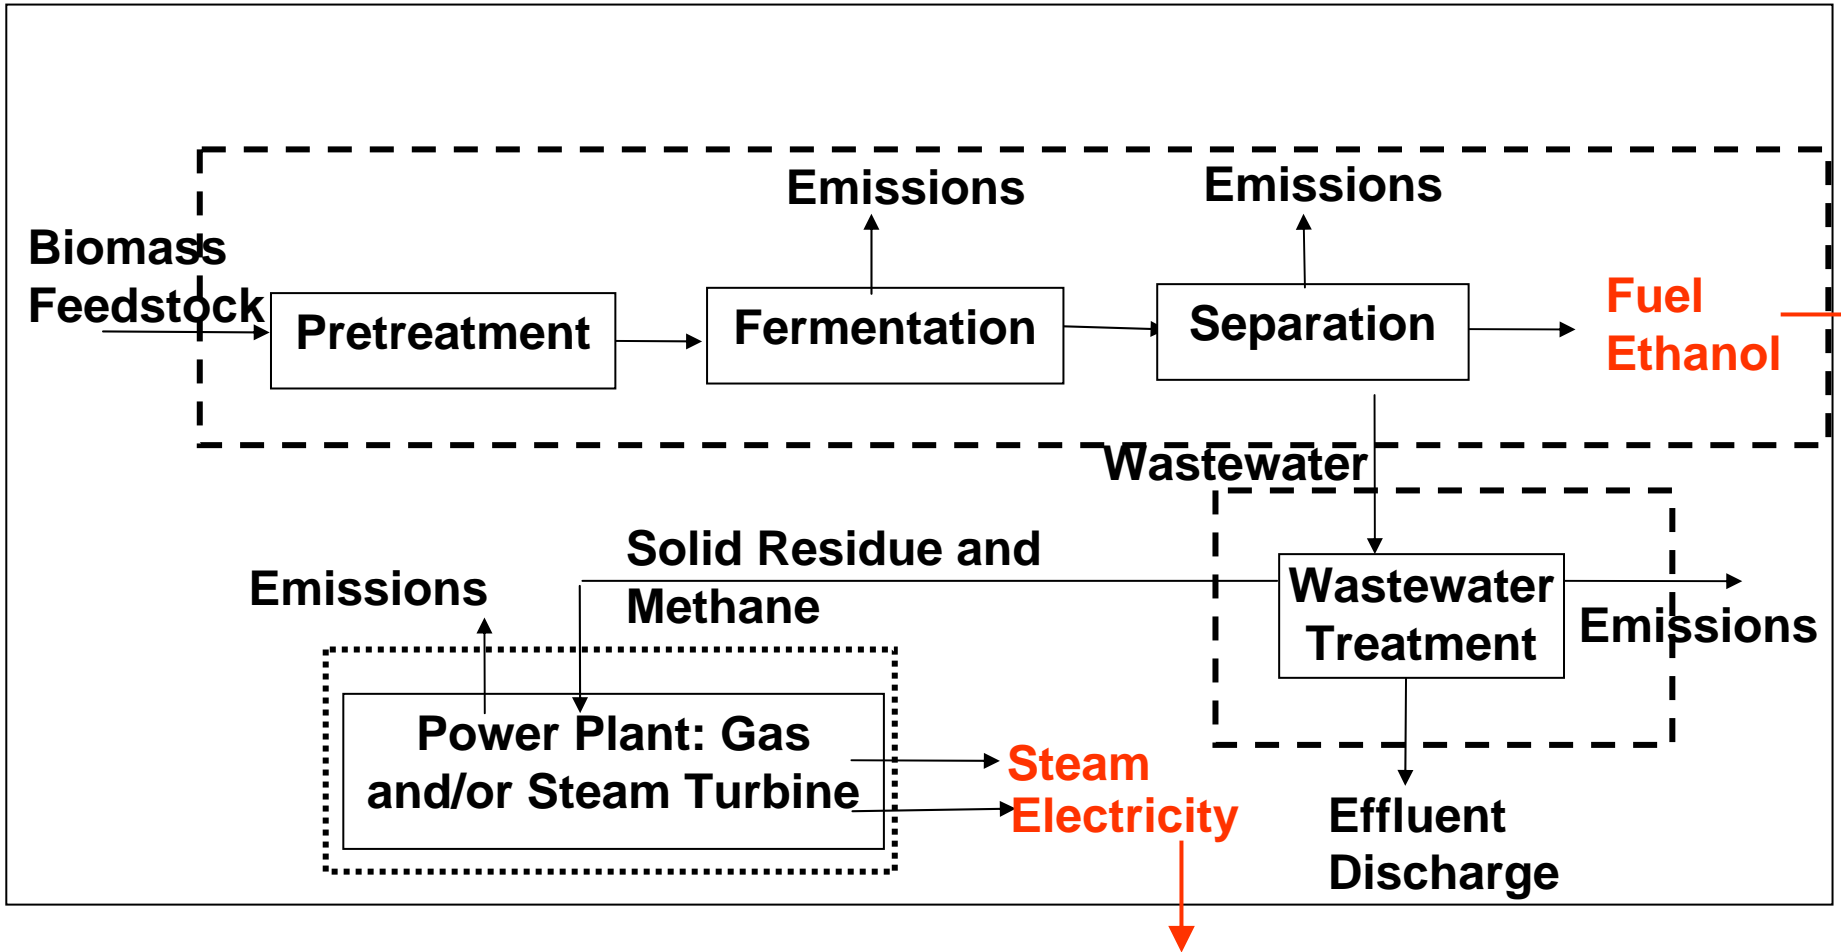 Emissions
Emissions
Biomass
Feedstock
Pretreatment
Fermentation
Separation
Fuel
Ethanol
Wastewater
Solid Residue and
Methane
Emissions
Wastewater
Treatment
Emissions
Power Plant: Gas
and/or Steam Turbine
Steam
Electricity
Effluent
Discharge